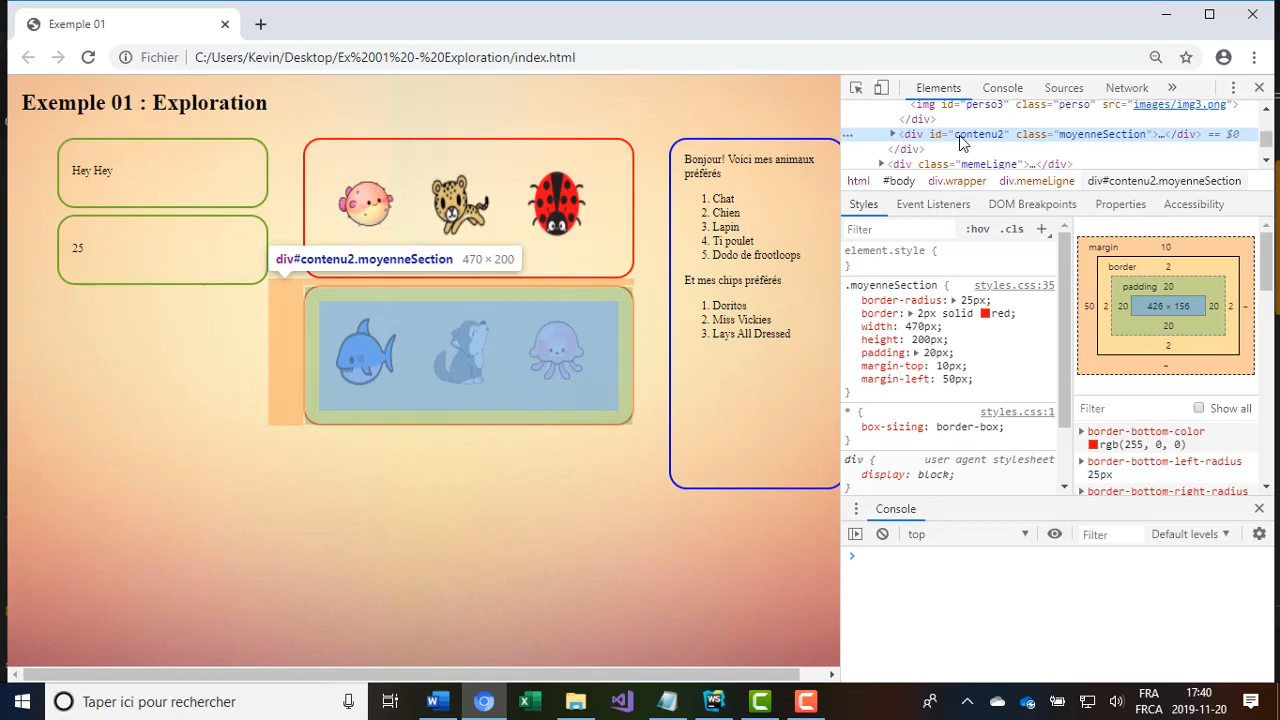 Exemple 01
Fichier
C:/Users/Kevin/Desktop/Ex%2001%20-%20Exploration/index.html
Exemple 01 : Exploration
Hey Hey
25
Bonjour! Voici mes animaux
préférés
1. Chat
2. Chien
3. Lapin
4. Ti poulet
5. Dodo de frootloops
Et mes chips préférés
1. Doritos
2. Miss Vickies
3. Lays All Dressed
div#contenu2.moyenneSection 470 × 200
Elements Console Sources Network »
<img id="perso3" class="perso" src="images/img3.png">
</div>
<div id="contenu2" class="moyenneSection">…</div> == $0
</div>
<div class="memeLigne">…</div>
html #body div.wrapper div.memeLigne div#contenu2.moyenneSection
Styles Event Listeners DOM Breakpoints Properties Accessibility
Filter :hov .cls +
element.style {
}
.moyenneSection { styles.css:35
border-radius: 25px;
border: 2px solid red;
width: 470px;
height: 200px;
padding: 20px;
margin-top: 10px;
margin-left: 50px;
}
* { styles.css:1
box-sizing: border-box;
}
div { user agent stylesheet
display: block;
}
margin 10
border 2
padding 20
50 2 20 426 × 156 20 2 -
20
2
-
Filter Show all
border-bottom-color
rgb(255, 0, 0)
border-bottom-left-radius
25px
border-bottom-right-radius
Console
top Filter Default levels
Taper ici pour rechercher
FRA
FRCA
17:40
2019-11-20